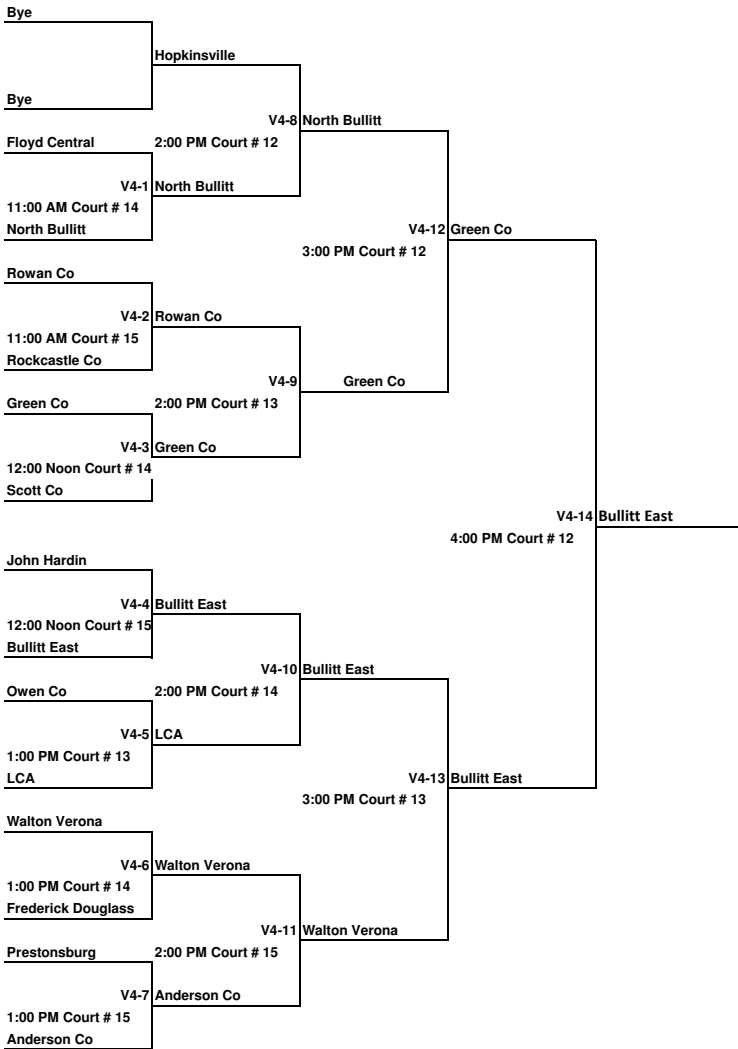 Bye
Hopkinsville
Bye
V4-8 North Bullitt
Floyd Central
2:00 PM Court # 12
V4-1 North Bullitt
11:00 AM Court # 14
North Bullitt
V4-12 Green Co
3:00 PM Court # 12
Rowan Co
V4-2 Rowan Co
11:00 AM Court # 15
Rockcastle Co
V4-9 Green Co
Green Co
2:00 PM Court # 13
V4-3 Green Co
12:00 Noon Court # 14
Scott Co
V4-14 Bullitt East
4:00 PM Court # 12
John Hardin
V4-4 Bullitt East
12:00 Noon Court # 15
Bullitt East
V4-10 Bullitt East
Owen Co
2:00 PM Court # 14
V4-5 LCA
1:00 PM Court # 13
LCA
V4-13 Bullitt East
3:00 PM Court # 13
Walton Verona
V4-6 Walton Verona
1:00 PM Court # 14
Frederick Douglass
V4-11 Walton Verona
Prestonsburg
2:00 PM Court # 15
V4-7 Anderson Co
1:00 PM Court # 15
Anderson Co